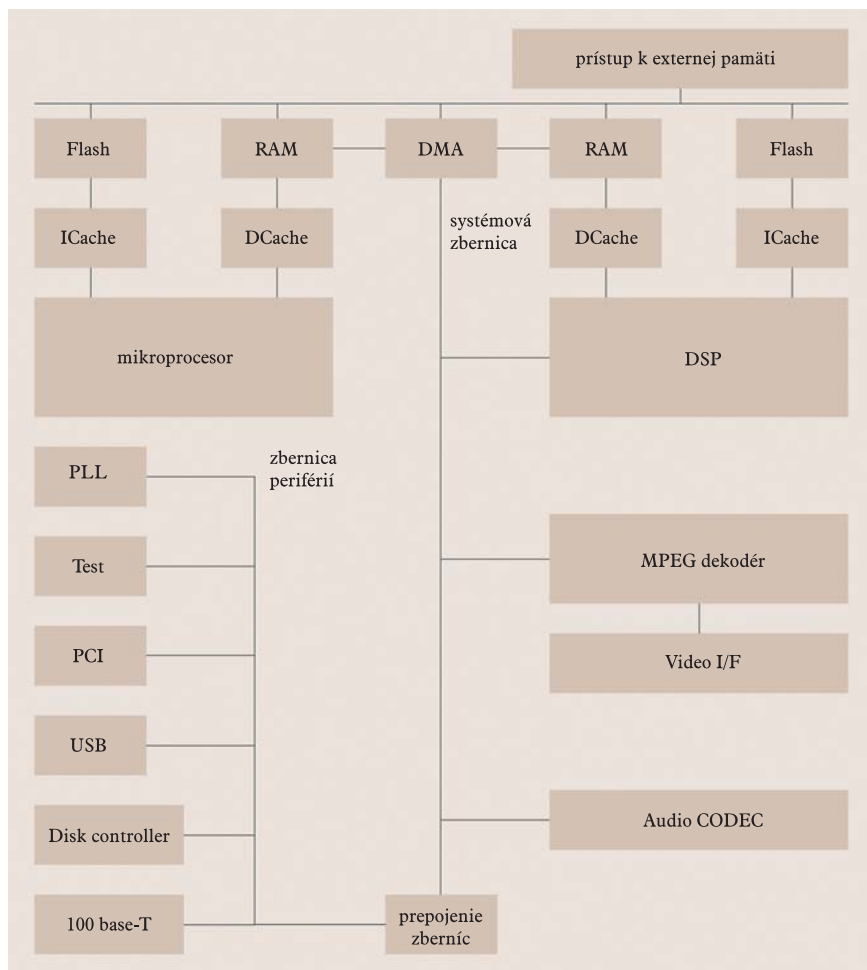 prístup k externej pamäti
Flash
RAM
DMA
RAM
Flash
ICache
DCache
systémová
zbernica
DCache
ICache
mikroprocesor
DSP
PLL
zbernica
periférií
Test
MPEG dekodér
PCI
Video I/F
USB
Disk controller
Audio CODEC
100 base-T
prepojenie
zberníc